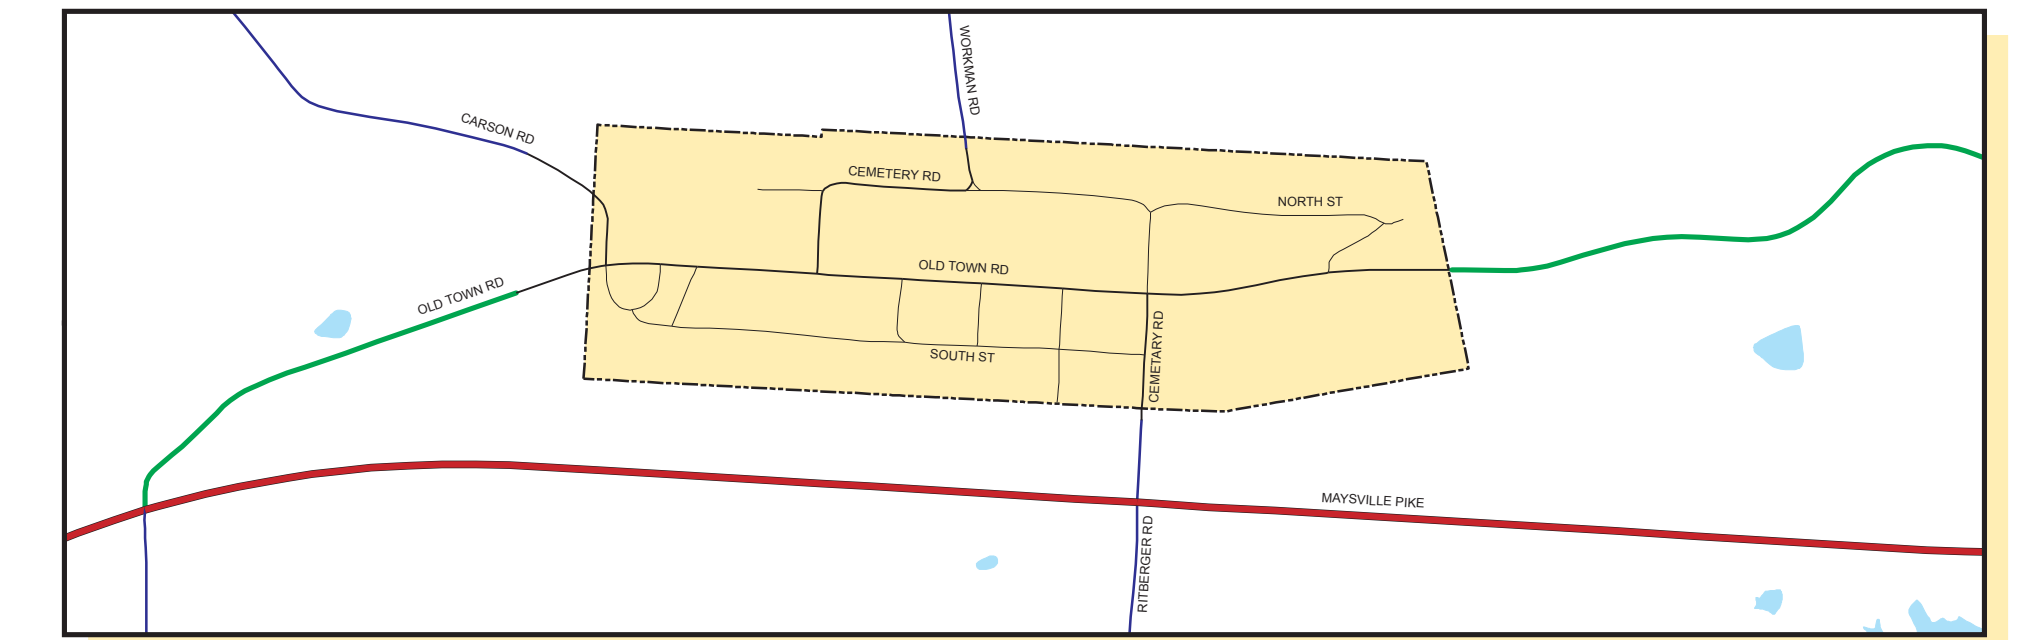 WORKMAN RD
CARSON RD
CEMETERY RD
NORTH ST
OLD TOWN RD
OLD TOWN RD
CEMETARY RD
SOUTH ST
MAYSVILLE PIKE
RITBERGER RD